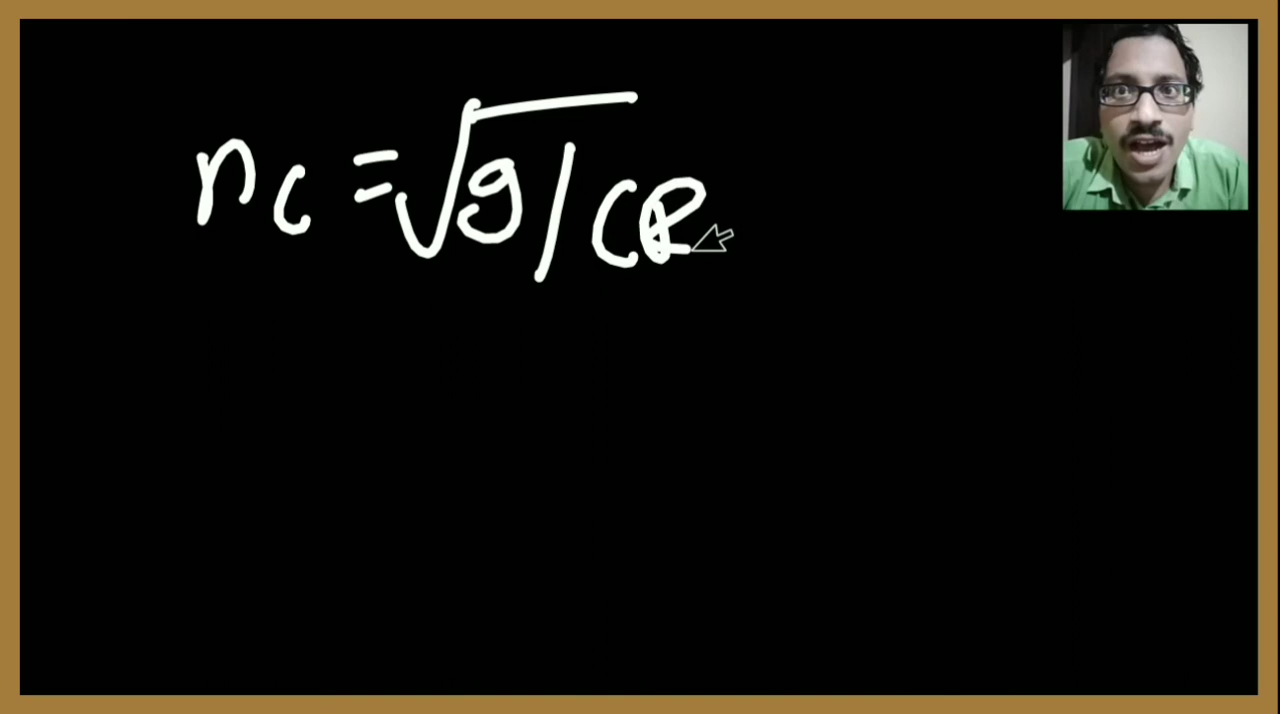 nc = √g/CR